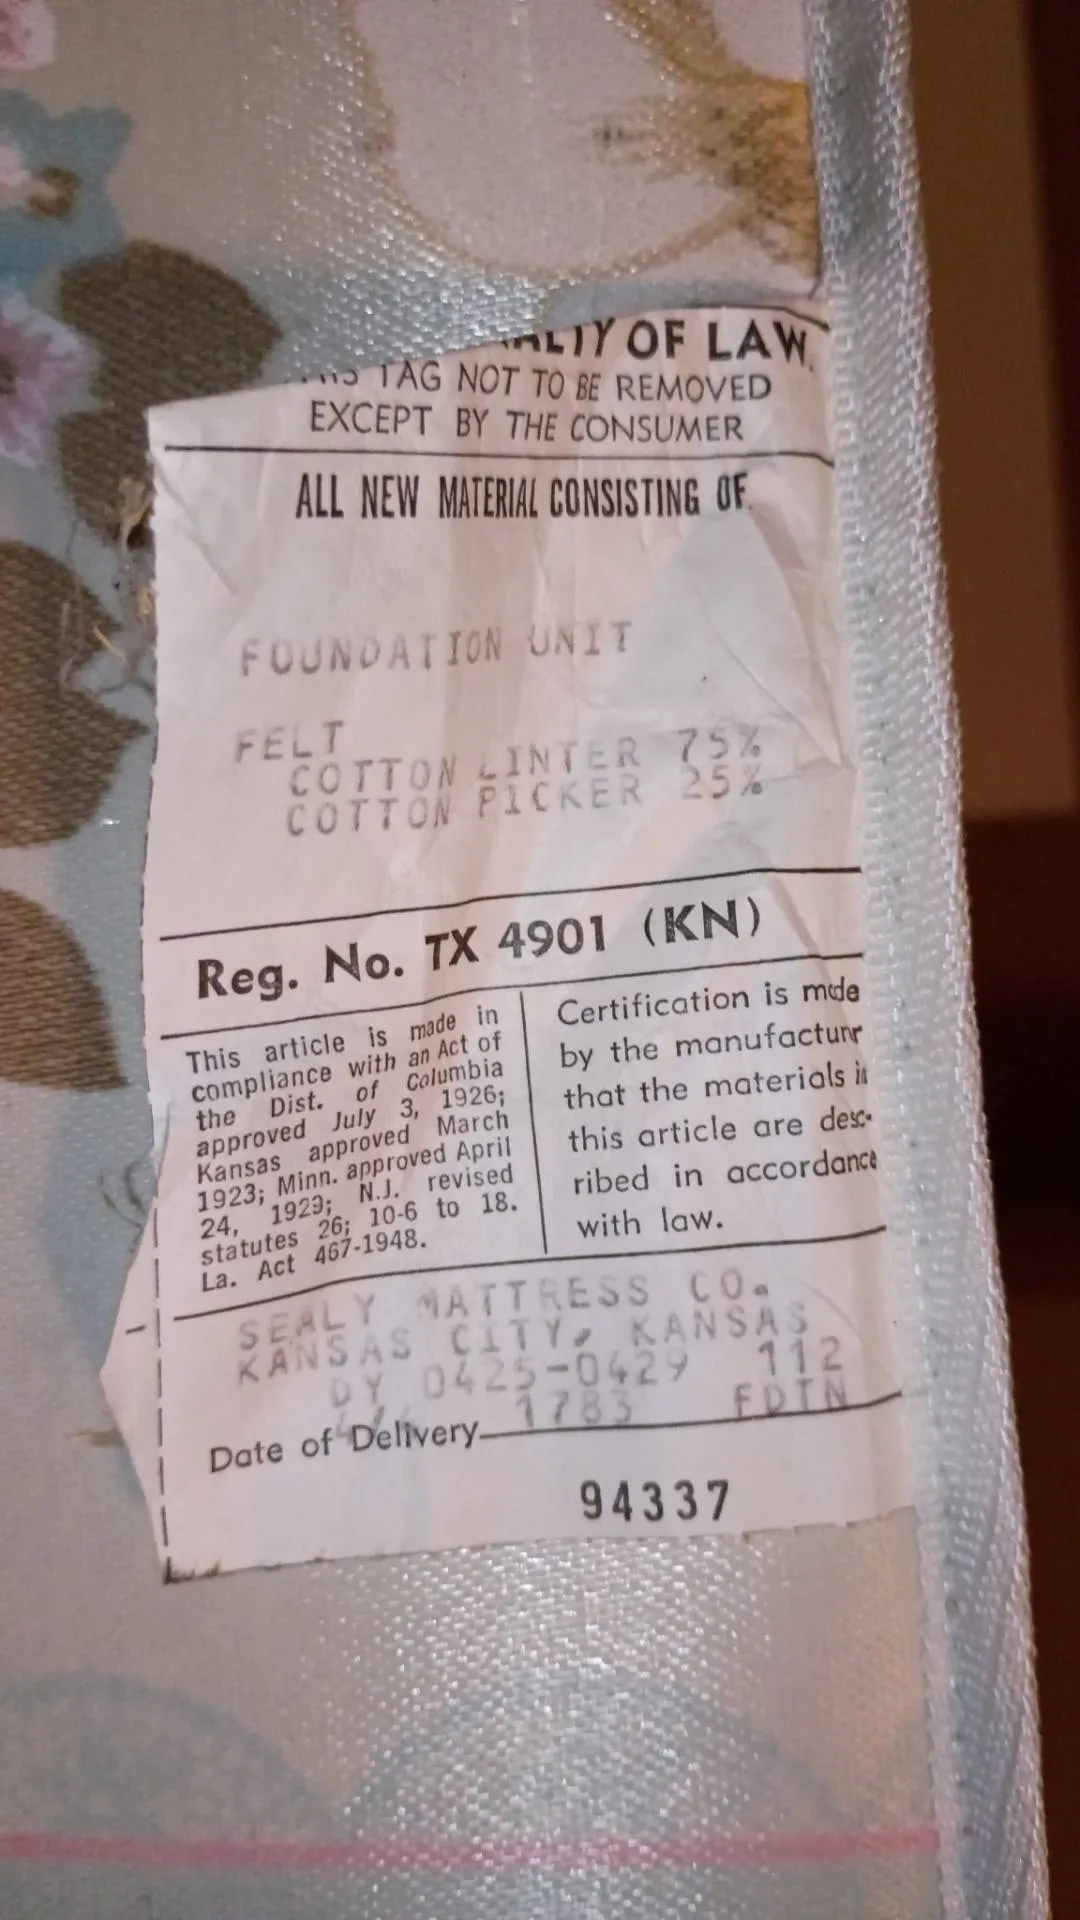 OF LAW.
TAG NOT TO BE REMOVED
EXCEPT BY THE CONSUMER
ALL NEW MATERIAL CONSISTING OF
FOUNDATION UNIT
FELT
COTTON LINTER 75%
COTTON PICKER 25%
Reg. No. TX 4901 (KN)
This article is made in
compliance with an Act of
the Dist. of Columbia
approved July 3, 1926;
Kansas approved March
1923; Minn. approved April
24, 1929; N.J. revised
statutes 26; 10-6 to 18.
La. Act 467-1948.
Certification is made
by the manufacturer
that the materials in
this article are desc-
ribed in accordance
with law.
SEALY MATTRESS CO.
KANSAS CITY, KANSAS
DY 0425-0429 112
1783 FDTN
Date of Delivery
94337